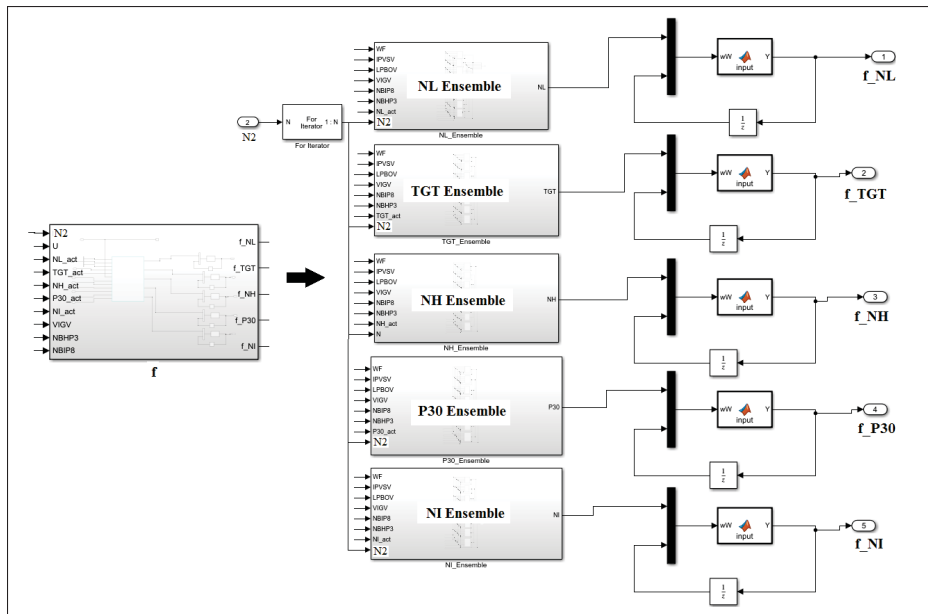 N2
U
NL_act
TGT_act
NH_act
P30_act
NI_act
VIGV
NBHP3
NBIP8
f_NL
f_TGT
f_NH
f_P30
f_NI
f
2
N2
N
For
Iterator
1 : N
For Iterator
WF
IPVSV
LPBOV
VIGV
NBIP8
NBHP3
NL_act
N2
NL Ensemble
NL
NL_Ensemble
wW
Y
input
1
z
1
f_NL
WF
IPVSV
LPBOV
VIGV
NBIP8
NBHP3
TGT_act
N2
TGT Ensemble
TGT
TGT_Ensemble
wW
Y
input
1
z
2
f_TGT
WF
IPVSV
LPBOV
VIGV
NBIP8
NBHP3
NH_act
N
NH Ensemble
NH
NH_Ensemble
wW
Y
input
1
z
3
f_NH
WF
IPVSV
LPBOV
VIGV
NBIP8
NBHP3
P30_act
N2
P30 Ensemble
P30
P30_Ensemble
wW
Y
input
1
z
4
f_P30
WF
IPVSV
LPBOV
VIGV
NBIP8
NBHP3
NI_act
N2
NI Ensemble
NI
NI_Ensemble
wW
Y
input
1
z
5
f_NI